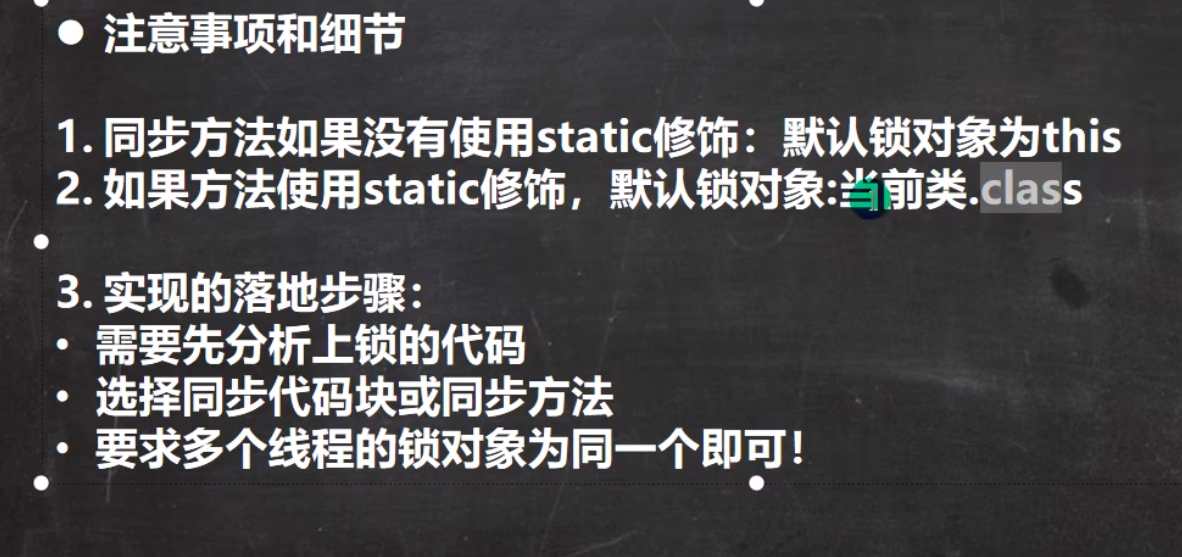 ● 注意事项和细节
1. 同步方法如果没有使用static修饰：默认锁对象为this
2. 如果方法使用static修饰，默认锁对象:当前类.class
3. 实现的落地步骤：
• 需要先分析上锁的代码
• 选择同步代码块或同步方法
• 要求多个线程的锁对象为同一个即可！